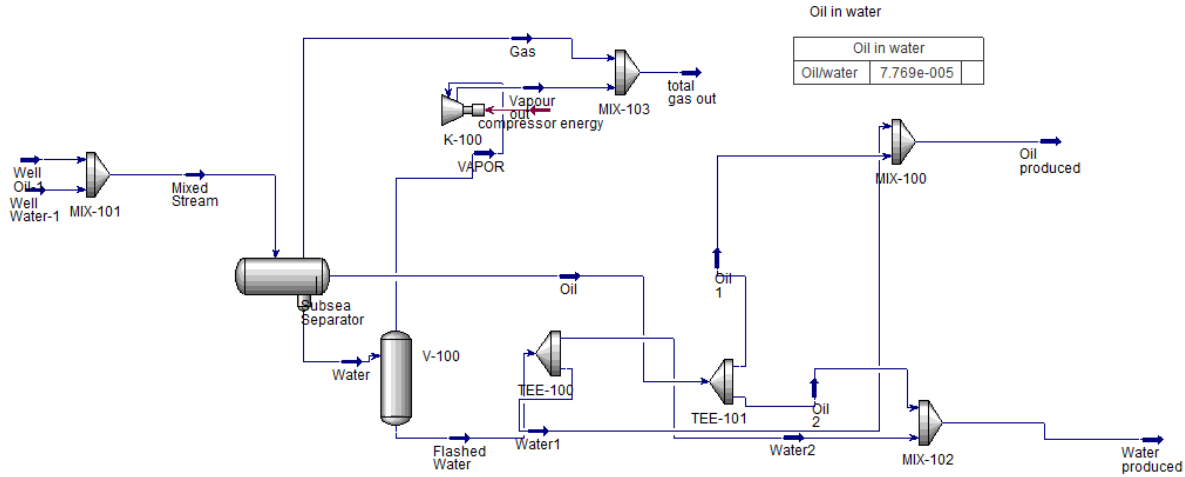 Oil in water
Oil in water
Oil/water 7.769e-005
Gas
total
gas out
MIX-103
Vapour
out
compressor energy
K-100
VAPOR
Well
Oil-1
Well
Water-1
MIX-101
Mixed
Stream
MIX-100
Oil
produced
Subsea
Separator
Oil
Oil
1
Water
V-100
TEE-100
TEE-101
Oil
2
Flashed
Water
Water1
Water2
MIX-102
Water
produced